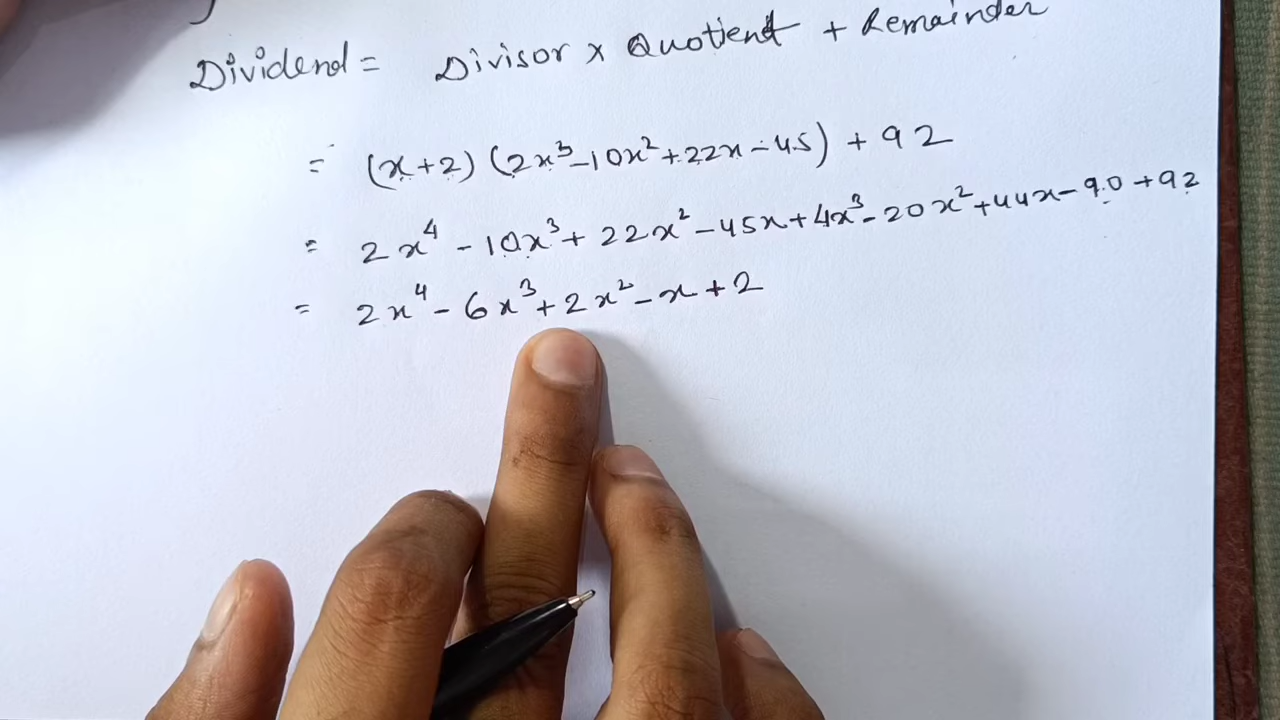 Dividend = Divisor × Quotient + Remainder
= (x+2) (2x³-10x²+22x-45) + 92
= 2x⁴ - 10x³ + 22x² - 45x + 4x³ - 20x² + 44x - 90 + 92
= 2x⁴ - 6x³ + 2x² - x + 2